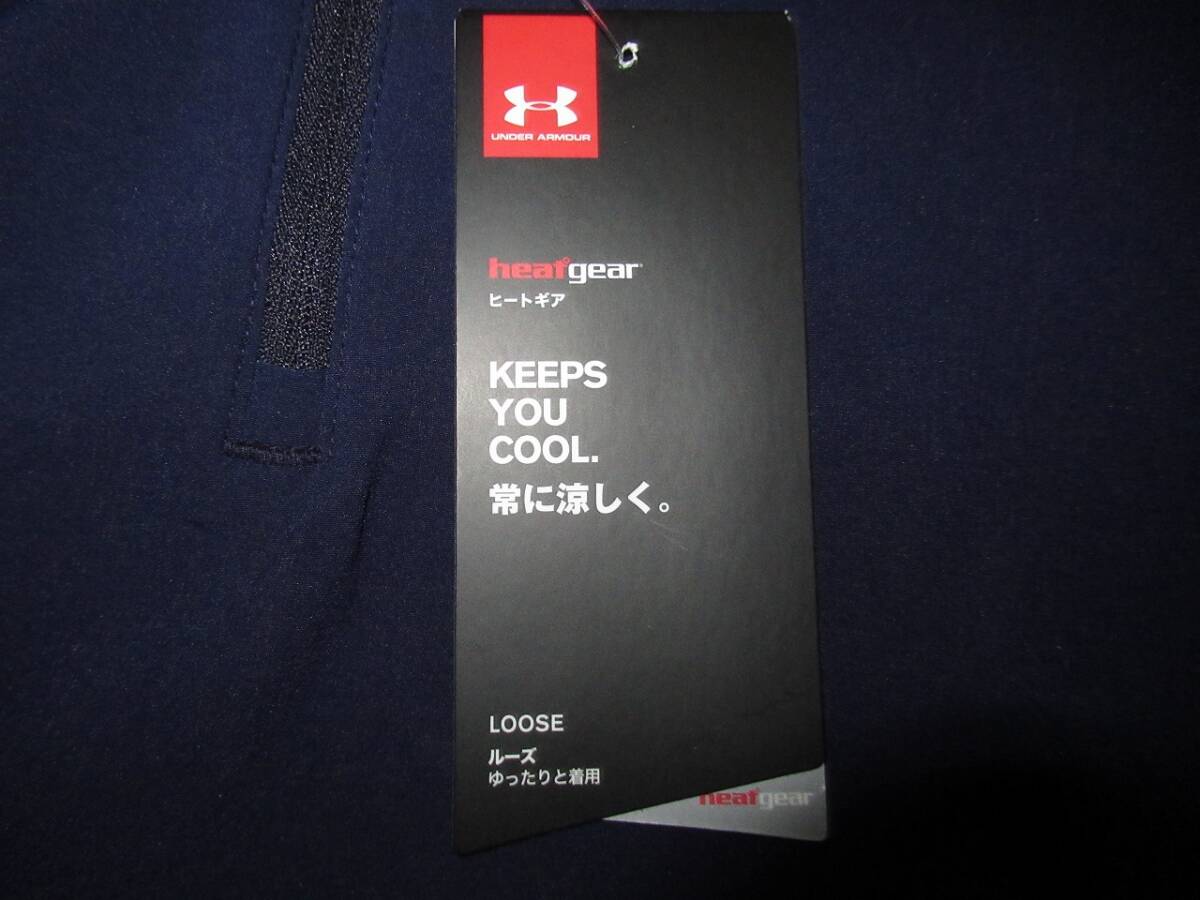 UNDER ARMOUR
heatgear
ヒートギア
KEEPS
YOU
COOL.
常に涼しく。
LOOSE
ルーズ
ゆったりと着用
heatgear